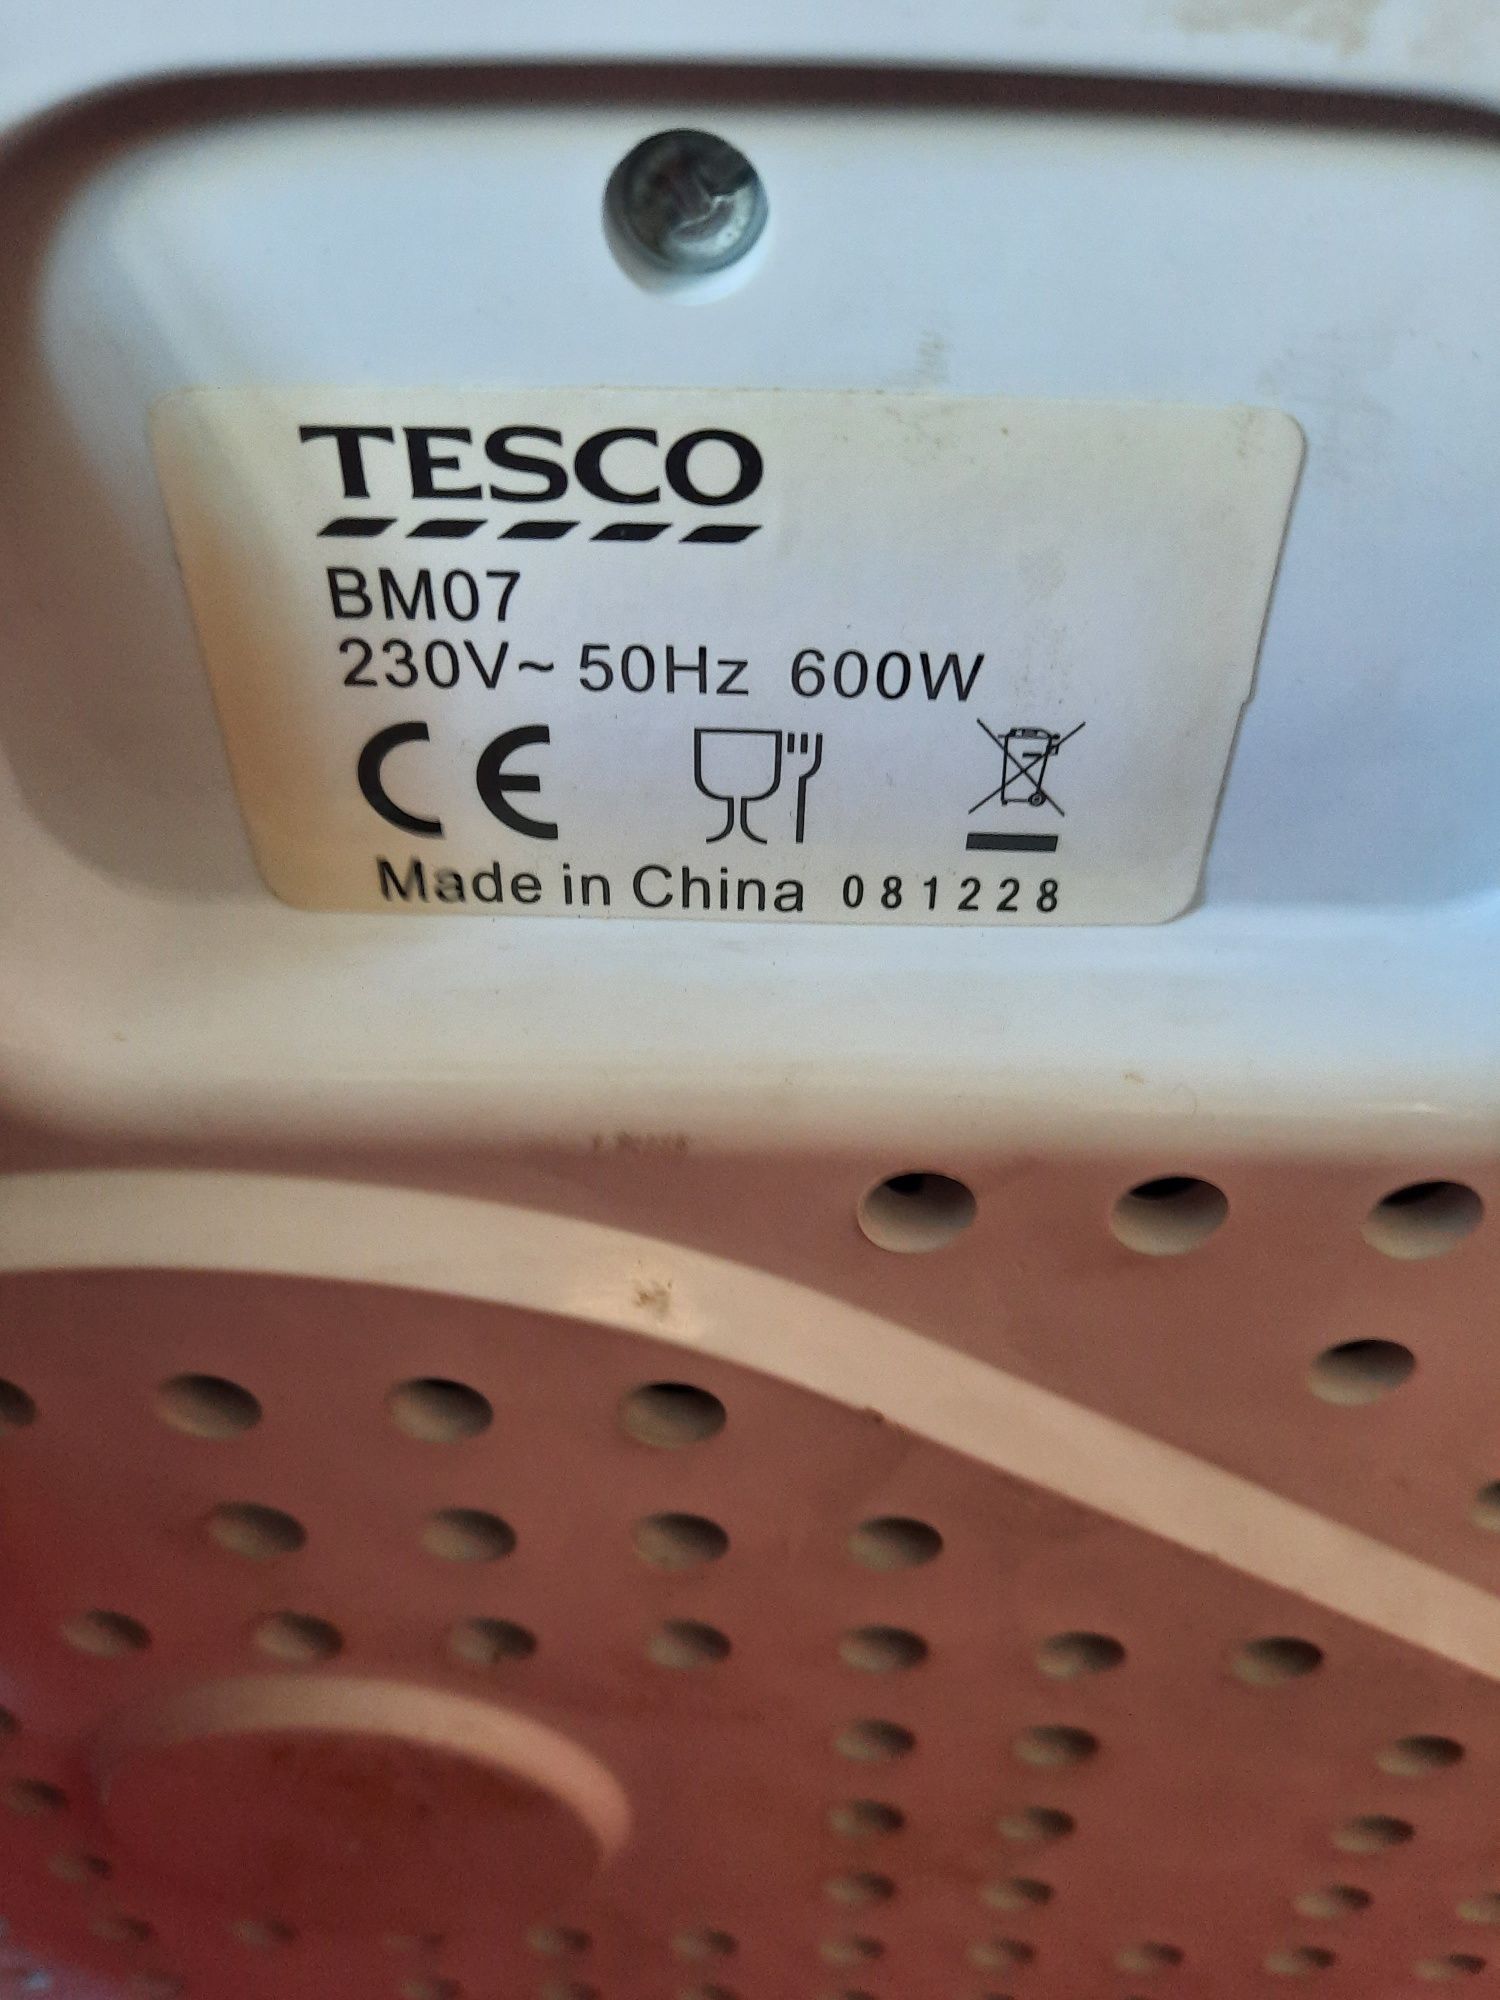 TESCO
BM07
230V~ 50Hz 600W
CE
Made in China 081228